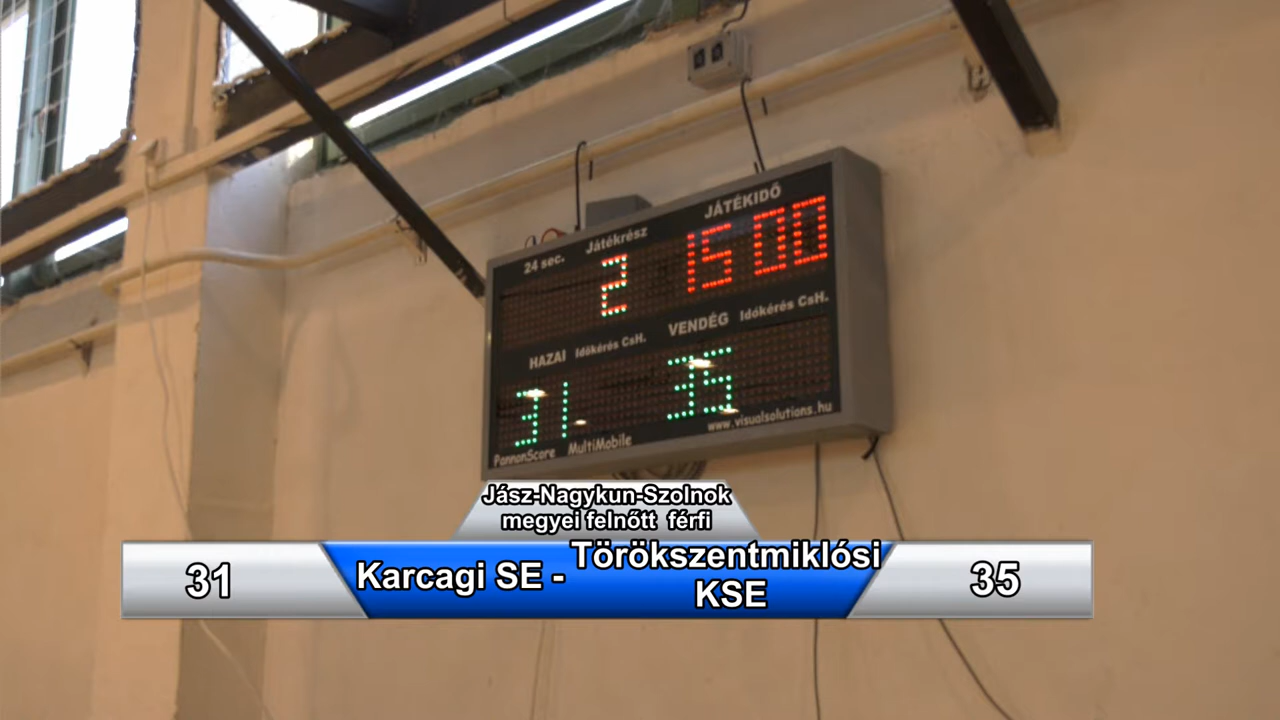 JÁTÉKIDŐ
24 sec. Játékrész
2 15 00
HAZAI Időkérés CsH. VENDÉG Időkérés CsH.
31 35
PannonScore MultiMobile www.visualsolutions.hu
Jász-Nagykun-Szolnok
megyei felnőtt férfi
31 Karcagi SE - Törökszentmiklósi 35
KSE